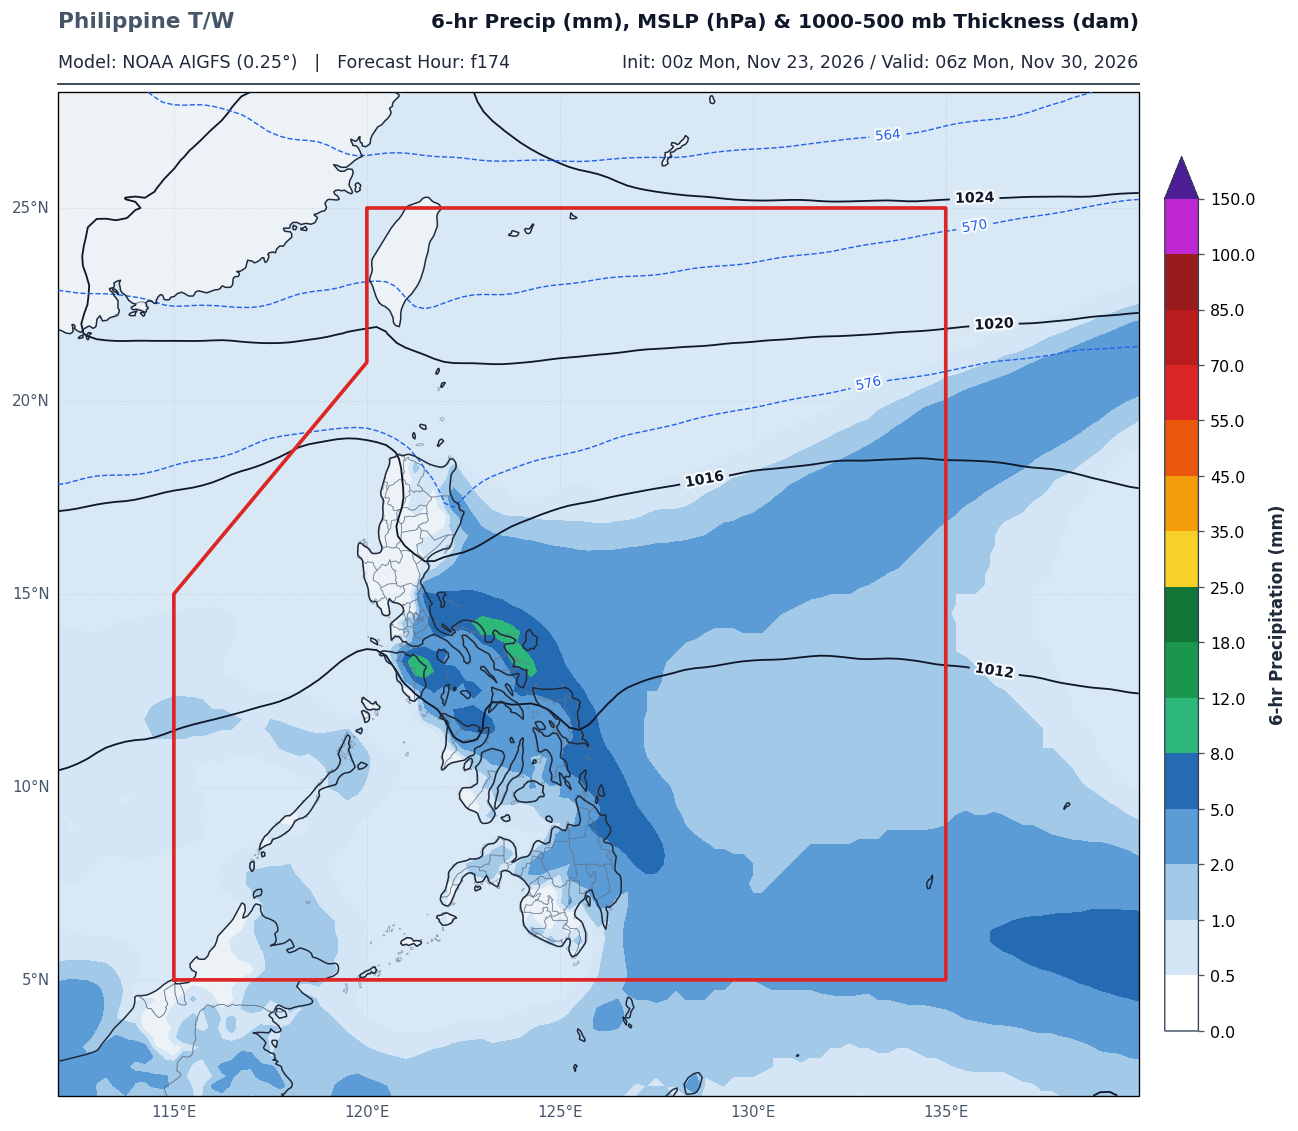 Philippine T/W
6-hr Precip (mm), MSLP (hPa) & 1000-500 mb Thickness (dam)
Model: NOAA AIGFS (0.25°) | Forecast Hour: f174
Init: 00z Mon, Nov 23, 2026 / Valid: 06z Mon, Nov 30, 2026
564
1024
570
1020
576
1016
1012
25°N
20°N
15°N
10°N
5°N
115°E
120°E
125°E
130°E
135°E
150.0
100.0
85.0
70.0
55.0
45.0
35.0
25.0
18.0
12.0
8.0
5.0
2.0
1.0
0.5
0.0
6-hr Precipitation (mm)